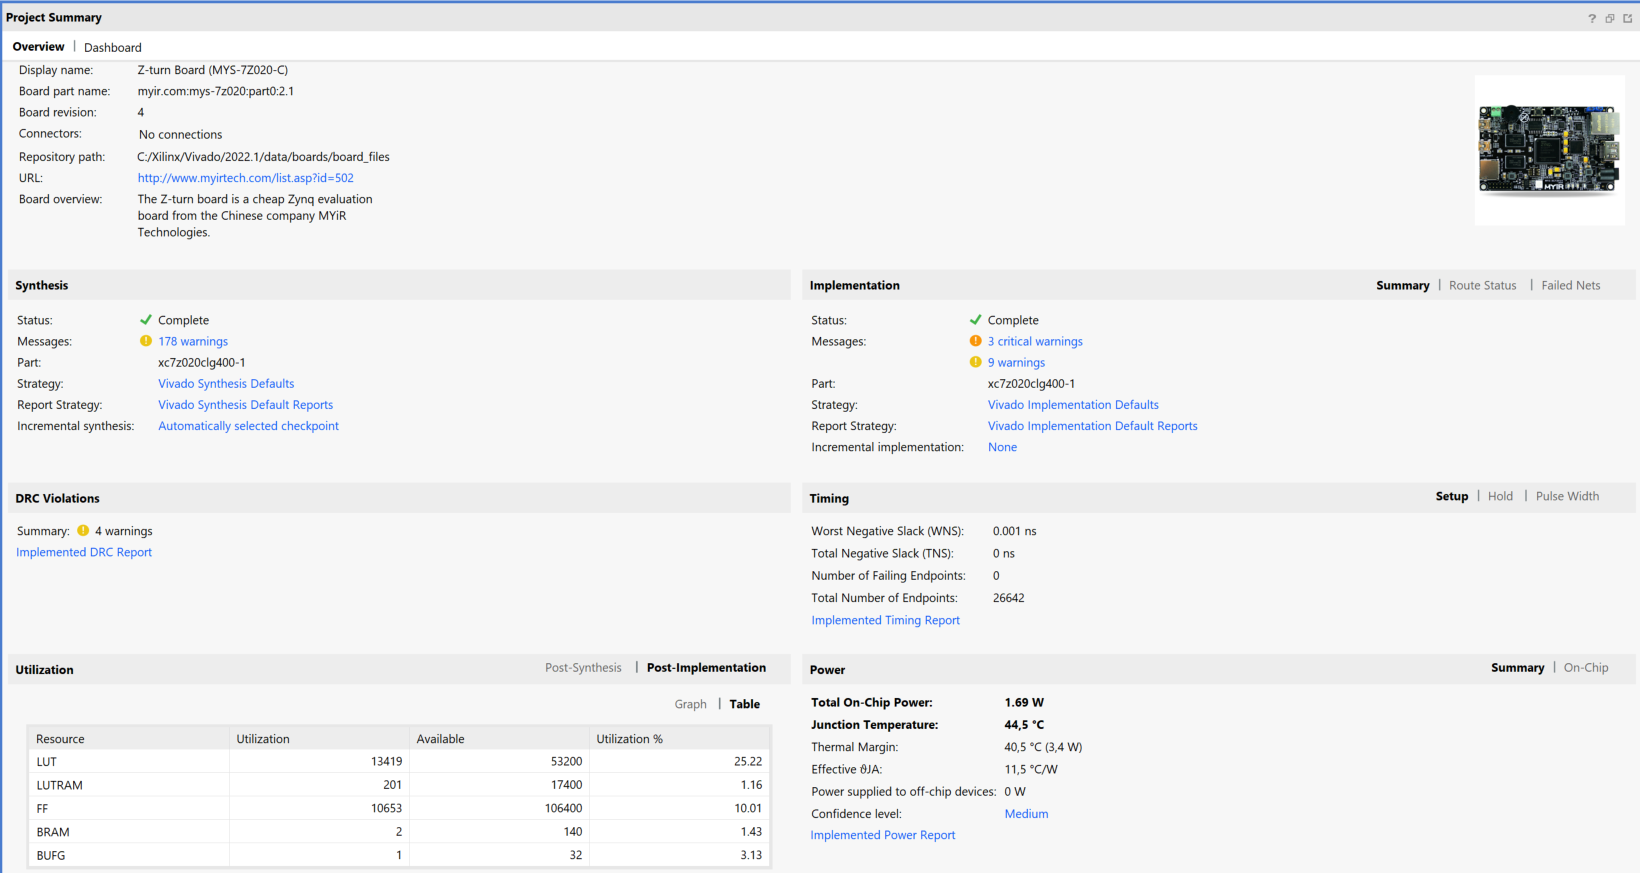 Project Summary
?
Overview | Dashboard
Display name: Z-turn Board (MYS-7Z020-C)
Board part name: myir.com:mys-7z020:part0:2.1
Board revision: 4
Connectors: No connections
Repository path: C:/Xilinx/Vivado/2022.1/data/boards/board_files
URL: http://www.myirtech.com/list.asp?id=502
Board overview: The Z-turn board is a cheap Zynq evaluation
board from the Chinese company MYiR
Technologies.
MYiR
Synthesis
Status: Complete
Messages: 178 warnings
Part: xc7z020clg400-1
Strategy: Vivado Synthesis Defaults
Report Strategy: Vivado Synthesis Default Reports
Incremental synthesis: Automatically selected checkpoint
Implementation Summary | Route Status | Failed Nets
Status: Complete
Messages: 3 critical warnings
9 warnings
Part: xc7z020clg400-1
Strategy: Vivado Implementation Defaults
Report Strategy: Vivado Implementation Default Reports
Incremental implementation: None
DRC Violations
Summary: 4 warnings
Implemented DRC Report
Timing Setup | Hold | Pulse Width
Worst Negative Slack (WNS): 0.001 ns
Total Negative Slack (TNS): 0 ns
Number of Failing Endpoints: 0
Total Number of Endpoints: 26642
Implemented Timing Report
Utilization Post-Synthesis | Post-Implementation
Graph | Table
Resource Utilization Available Utilization %
LUT 13419 53200 25.22
LUTRAM 201 17400 1.16
FF 10653 106400 10.01
BRAM 2 140 1.43
BUFG 1 32 3.13
Power Summary | On-Chip
Total On-Chip Power: 1.69 W
Junction Temperature: 44,5 °C
Thermal Margin: 40,5 °C (3,4 W)
Effective ϑJA: 11,5 °C/W
Power supplied to off-chip devices: 0 W
Confidence level: Medium
Implemented Power Report